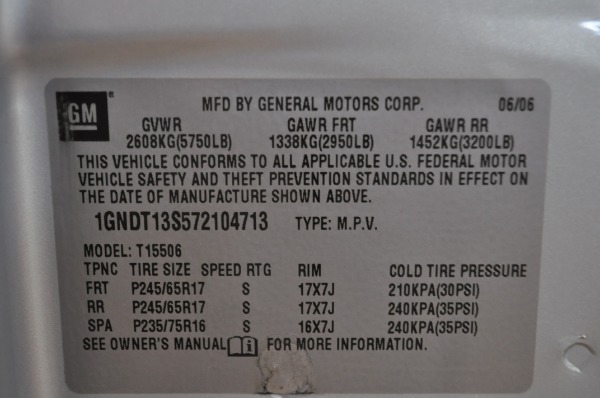 GM ® MFD BY GENERAL MOTORS CORP. 06/06
GVWR GAWR FRT GAWR RR
2608KG(5750LB) 1338KG(2950LB) 1452KG(3200LB)
THIS VEHICLE CONFORMS TO ALL APPLICABLE U.S. FEDERAL MOTOR
VEHICLE SAFETY AND THEFT PREVENTION STANDARDS IN EFFECT ON
THE DATE OF MANUFACTURE SHOWN ABOVE.
1GNDT13S572104713 TYPE: M.P.V.
MODEL: T15506
TPNC TIRE SIZE SPEED RTG RIM COLD TIRE PRESSURE
FRT P245/65R17 S 17X7J 210KPA(30PSI)
RR P245/65R17 S 17X7J 240KPA(35PSI)
SPA P235/75R16 S 16X7J 240KPA(35PSI)
SEE OWNER'S MANUAL i FOR MORE INFORMATION.